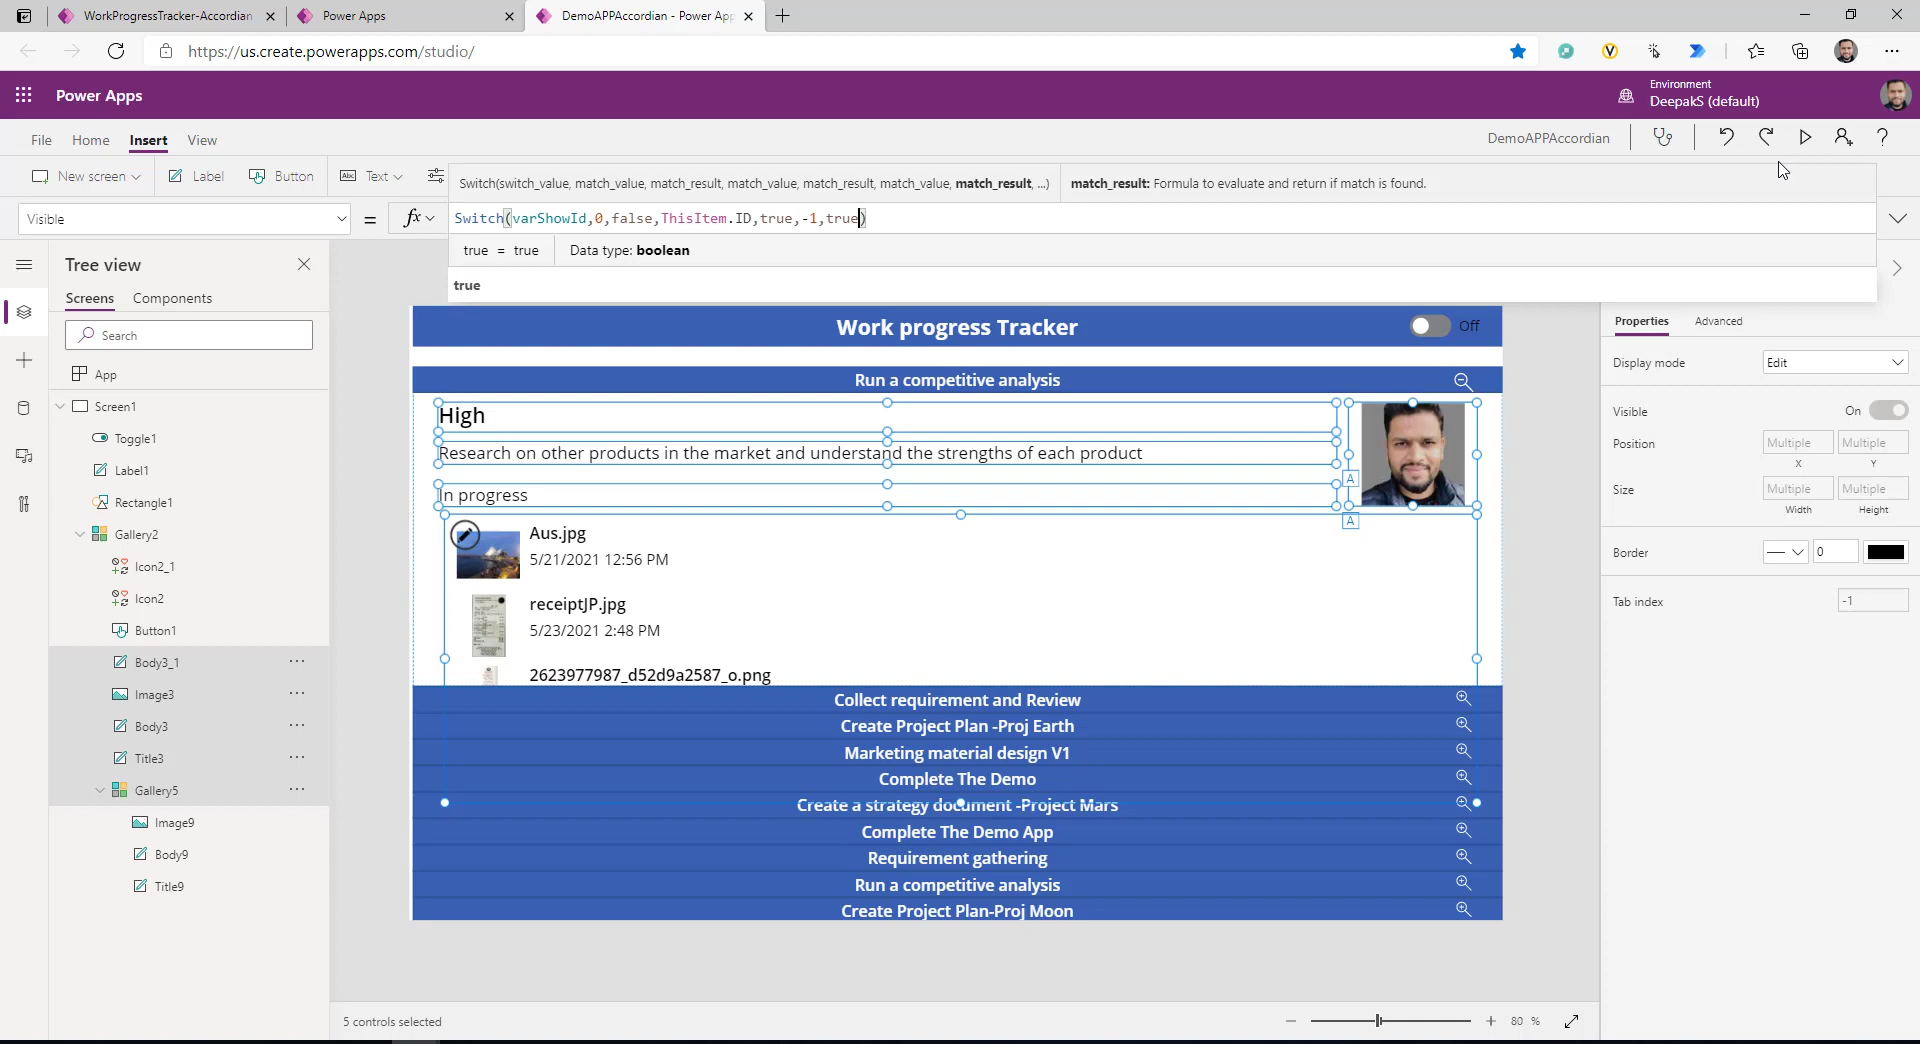 WorkProgressTracker-Accordian
Power Apps
DemoAPPAccordian - Power App
https://us.create.powerapps.com/studio/
Power Apps
Environment
DeepakS (default)
File
Home
Insert
View
DemoAPPAccordian
New screen
Label
Button
Abc
Text
Switch(switch_value, match_value, match_result, match_value, match_result, match_value, match_result, ...)
match_result: Formula to evaluate and return if match is found.
Visible
=
fx
Switch(varShowId,0,false,ThisItem.ID,true,-1,true)
true = true
Data type: boolean
true
Tree view
Screens
Components
Search
App
Screen1
Toggle1
Label1
Rectangle1
Gallery2
Icon2_1
Icon2
Button1
Body3_1
Image3
Body3
Title3
Gallery5
Image9
Body9
Title9
Work progress Tracker
Off
Run a competitive analysis
High
Research on other products in the market and understand the strengths of each product
In progress
A
A
Aus.jpg
5/21/2021 12:56 PM
receiptJP.jpg
5/23/2021 2:48 PM
2623977987_d52d9a2587_o.png
Collect requirement and Review
Create Project Plan -Proj Earth
Marketing material design V1
Complete The Demo
Create a strategy document -Project Mars
Complete The Demo App
Requirement gathering
Run a competitive analysis
Create Project Plan-Proj Moon
Properties
Advanced
Display mode
Edit
Visible
On
Position
Multiple
Multiple
X
Y
Size
Multiple
Multiple
Width
Height
Border
0
Tab index
-1
5 controls selected
80 %